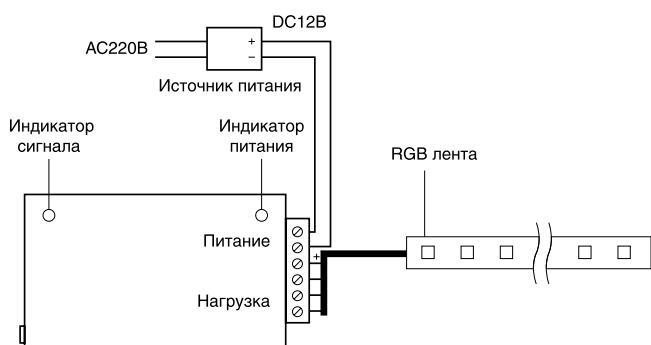 DC12В
AC220В
+
−
Источник питания
Индикатор
сигнала
Индикатор
питания
RGB лента
Питание
+
Нагрузка